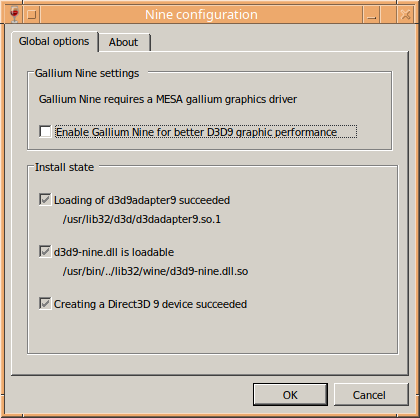 Nine configuration
Global options
About
Gallium Nine settings
Gallium Nine requires a MESA gallium graphics driver
Enable Gallium Nine for better D3D9 graphic performance
Install state
Loading of d3d9adapter9 succeeded
/usr/lib32/d3d/d3dadapter9.so.1
d3d9-nine.dll is loadable
/usr/bin/../lib32/wine/d3d9-nine.dll.so
Creating a Direct3D 9 device succeeded
OK
Cancel